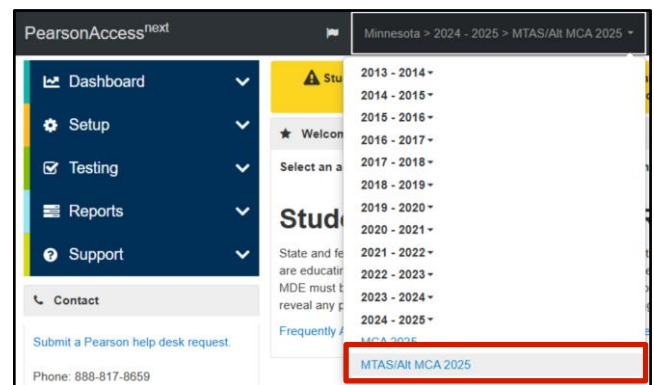 PearsonAccessnext
Minnesota > 2024 - 2025 > MTAS/Alt MCA 2025
Dashboard
Setup
Testing
Reports
Support
Contact
Submit a Pearson help desk request.
Phone: 888-817-8659
Stu
Welcon
Select an a
Stude
State and fe
are educatin
MDE must b
reveal any p
Frequently A
2013 - 2014
2014 - 2015
2015 - 2016
2016 - 2017
2017 - 2018
2018 - 2019
2019 - 2020
2020 - 2021
2021 - 2022
2022 - 2023
2023 - 2024
2024 - 2025
MCA 2025
MTAS/Alt MCA 2025